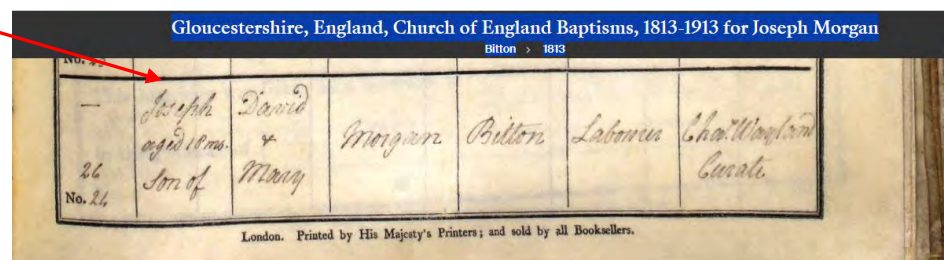 Gloucestershire, England, Church of England Baptisms, 1813-1913 for Joseph Morgan
Bitton > 1813
—
26
No. 24
Joseph
aged 18 mo.
Son of
David
&
Mary
Morgan
Bitton
Labourer
Chas. Wayland
Curate
London. Printed by His Majesty's Printers; and sold by all Booksellers.